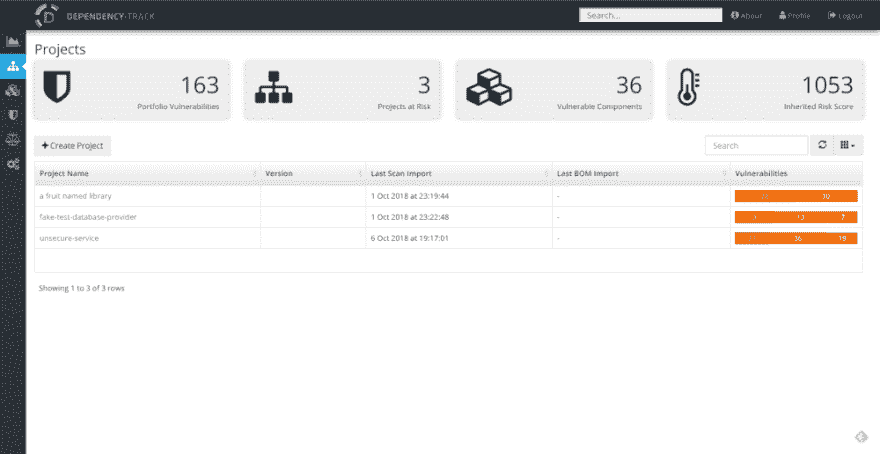 DEPENDENCY-TRACK
Search... About Profile Logout
Projects
163
Portfolio Vulnerabilities
3
Projects at Risk
36
Vulnerable Components
1053
Inherited Risk Score
+ Create Project Search
Project Name Version Last Scan Import Last BOM Import Vulnerabilities
a fruit named library 1 Oct 2018 at 23:19:44 - 10
fake-test-database-provider 1 Oct 2018 at 23:22:48 - 13 7
unsecure-service 6 Oct 2018 at 19:17:01 - 36 19
Showing 1 to 3 of 3 rows